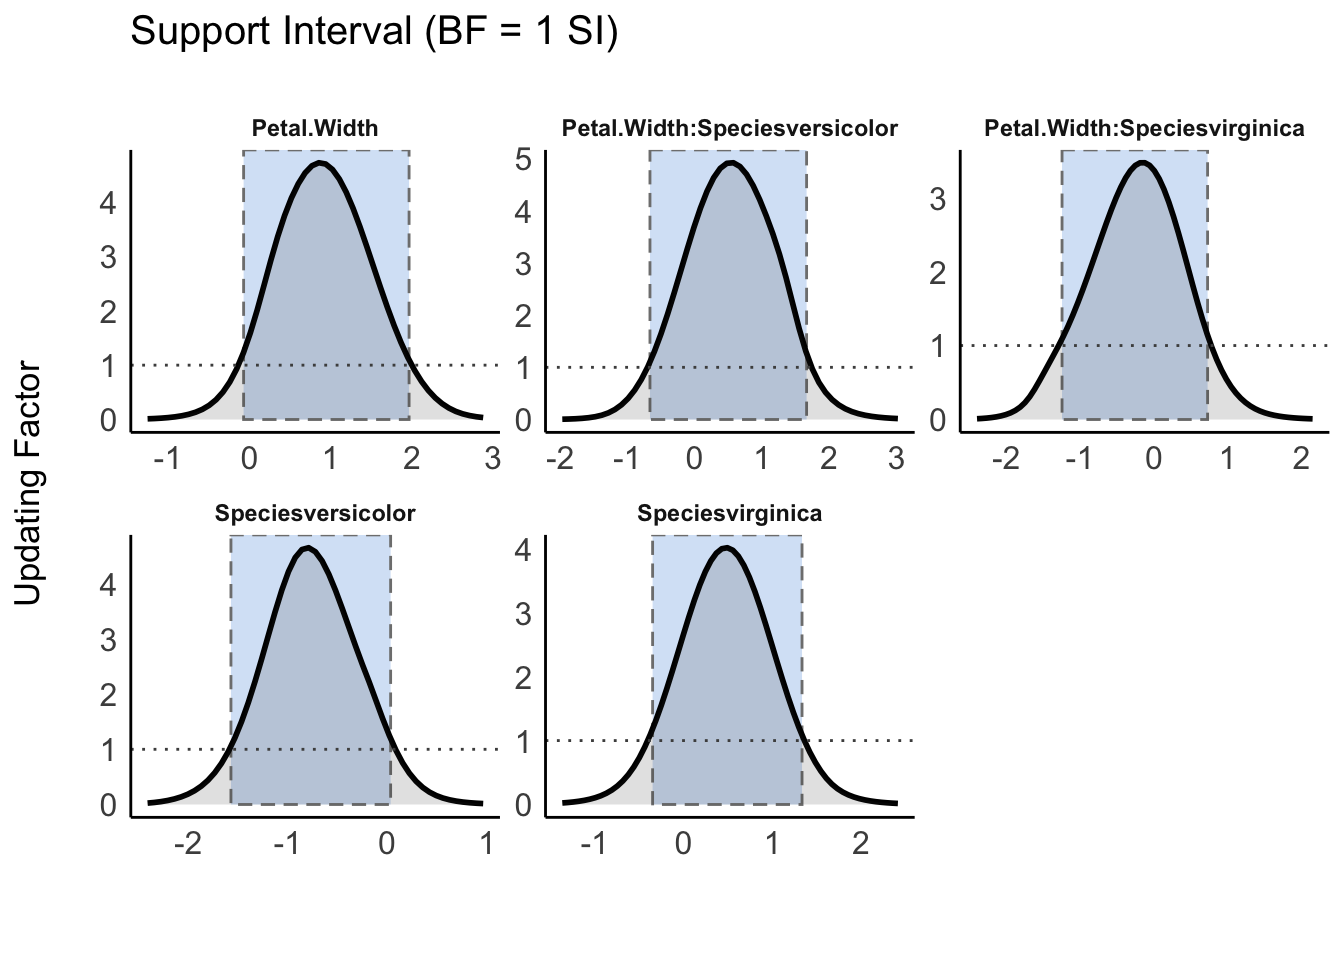 Support Interval (BF = 1 SI)
Updating Factor
Petal.Width
4
3
2
1
0
-1 0 1 2 3
Petal.Width:Speciesversicolor
5
4
3
2
1
0
-2 -1 0 1 2 3
Petal.Width:Speciesvirginica
3
2
1
0
-2 -1 0 1 2
Speciesversicolor
4
3
2
1
0
-2 -1 0 1
Speciesvirginica
4
3
2
1
0
-1 0 1 2